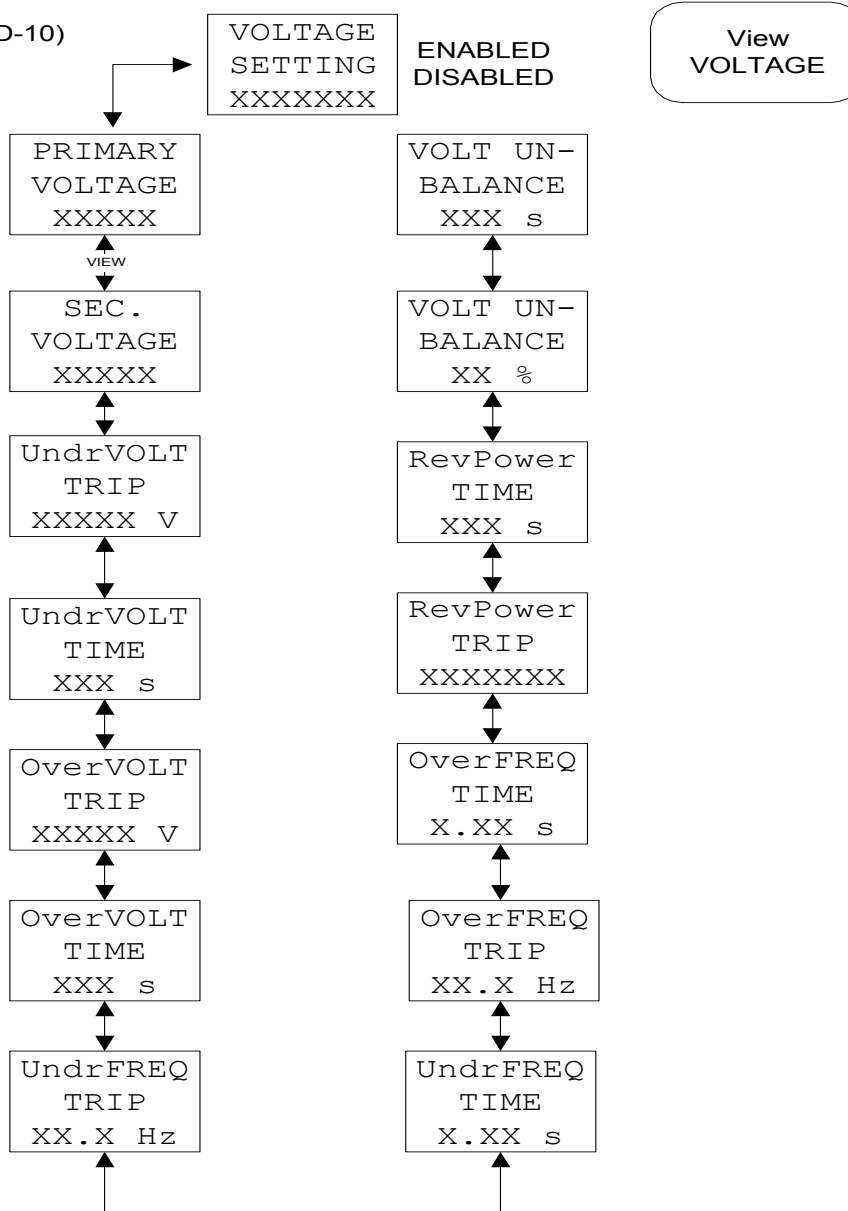 D-10)
VOLTAGE
SETTING
XXXXXXX
ENABLED
DISABLED
View
VOLTAGE
PRIMARY
VOLTAGE
XXXXX
VIEW
SEC.
VOLTAGE
XXXXX
UndrVOLT
TRIP
XXXXX V
UndrVOLT
TIME
XXX s
OverVOLT
TRIP
XXXXX V
OverVOLT
TIME
XXX s
UndrFREQ
TRIP
XX.X Hz
VOLT UN-
BALANCE
XXX s
VOLT UN-
BALANCE
XX %
RevPower
TIME
XXX s
RevPower
TRIP
XXXXXXX
OverFREQ
TIME
X.XX s
OverFREQ
TRIP
XX.X Hz
UndrFREQ
TIME
X.XX s